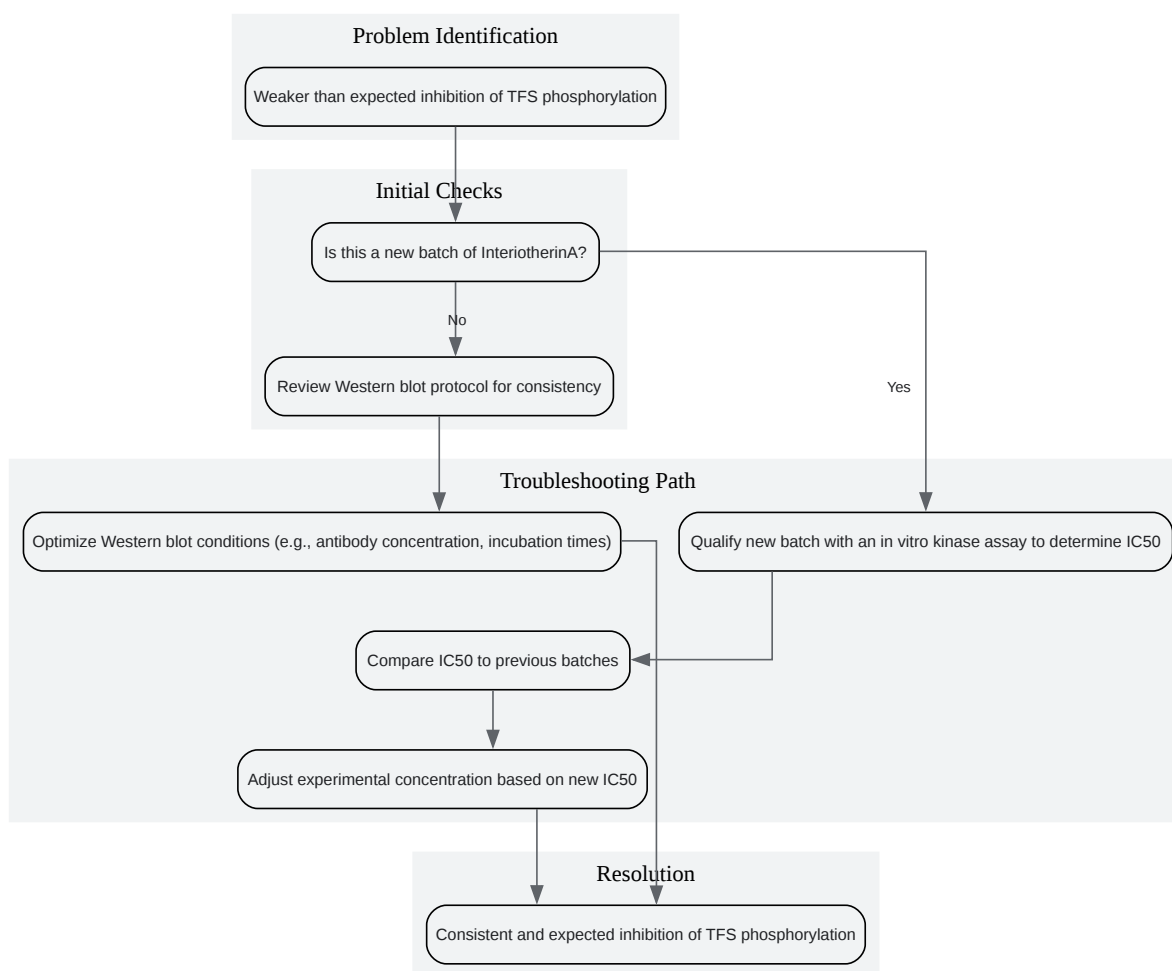 Problem Identification
Weaker than expected inhibition of TFS phosphorylation
Initial Checks
Is this a new batch of InteriotherinA?
No
Review Western blot protocol for consistency
Yes
Troubleshooting Path
Optimize Western blot conditions (e.g., antibody concentration, incubation times)
Qualify new batch with an in vitro kinase assay to determine IC50
Compare IC50 to previous batches
Adjust experimental concentration based on new IC50
Resolution
Consistent and expected inhibition of TFS phosphorylation